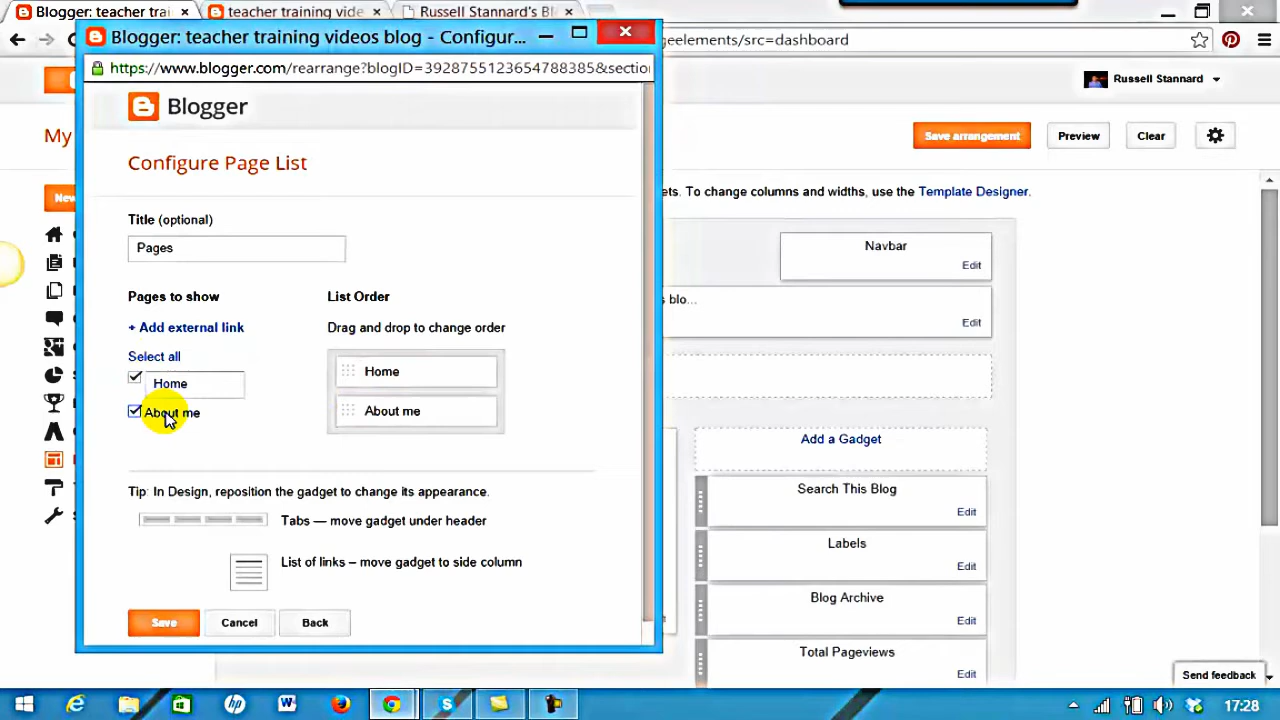 Blogger: teacher trai
teacher training vide
Russell Stannard's Bl
Blogger: teacher training videos blog - Configur...
geelements/src=dashboard
https://www.blogger.com/rearrange?blogID=3928755123654788385&sectio
Russell Stannard
Blogger
My
Save arrangement
Preview
Clear
Configure Page List
ets. To change columns and widths, use the Template Designer.
New
Title (optional)
Pages
Navbar
Edit
Pages to show
List Order
s blo...
Edit
+ Add external link
Drag and drop to change order
Select all
Home
Home
About me
About me
Add a Gadget
Tip: In Design, reposition the gadget to change its appearance.
Search This Blog
Edit
Tabs — move gadget under header
Labels
Edit
List of links – move gadget to side column
Blog Archive
Edit
Save
Cancel
Back
Total Pageviews
Edit
Send feedback
17:28